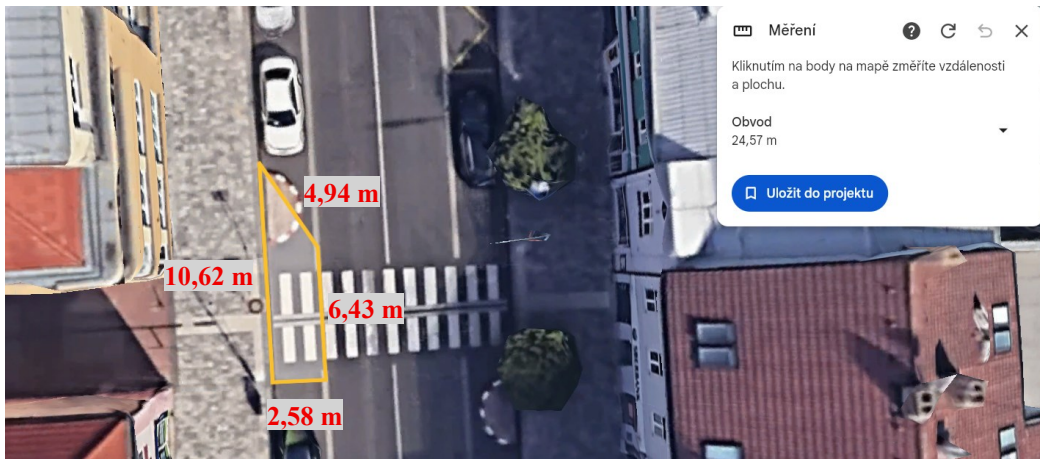 Měření
Kliknutím na body na mapě změříte vzdálenosti
a plochu.
Obvod
24,57 m
Uložit do projektu
4,94 m
10,62 m
6,43 m
2,58 m